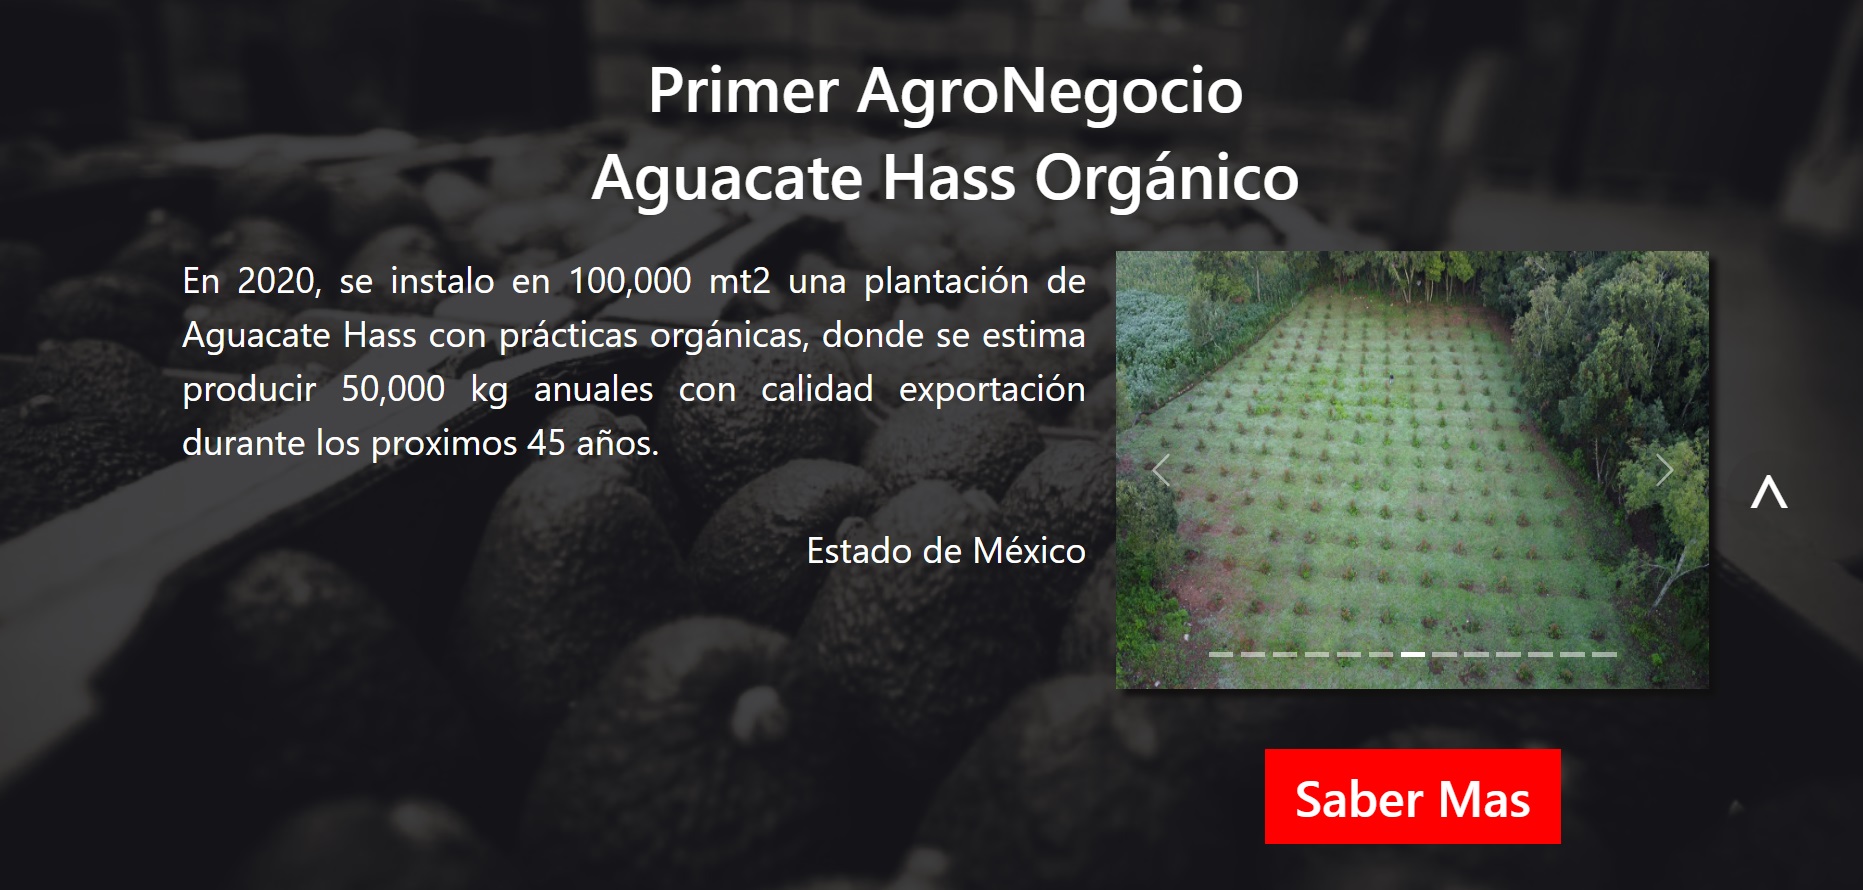 Primer AgroNegocio
Aguacate Hass Orgánico
En 2020, se instalo en 100,000 mt2 una plantación de
Aguacate Hass con prácticas orgánicas, donde se estima
producir 50,000 kg anuales con calidad exportación
durante los proximos 45 años.
Estado de México
Saber Mas